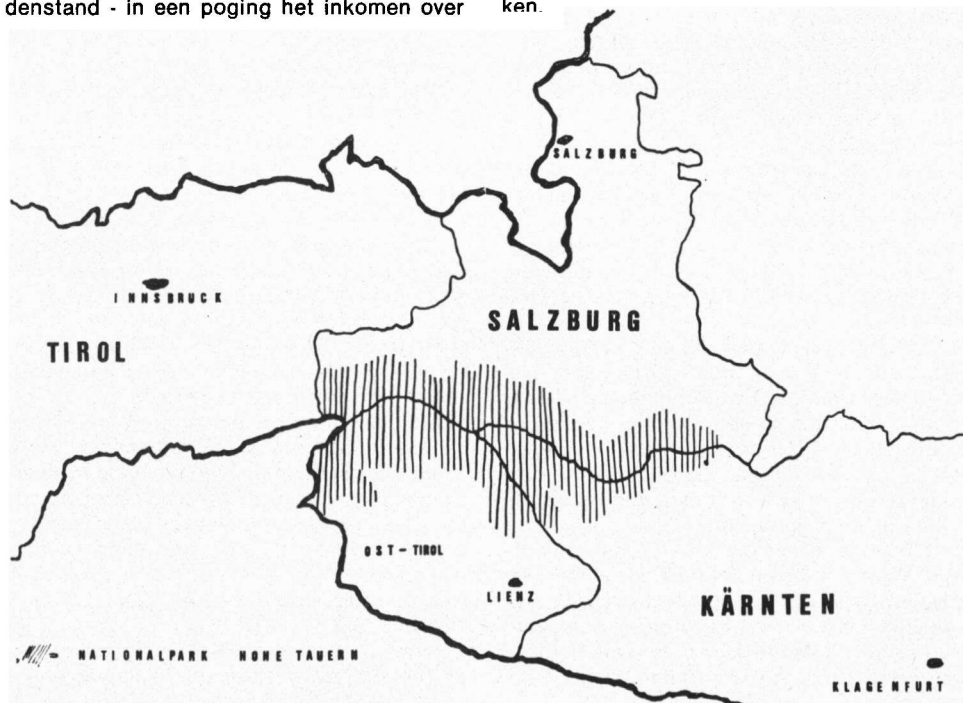 denstand - in een poging het inkomen over
ken.
SALZBURG
INNSBRUCK
SALZBURG
TIROL
OST-TIROL
LIENZ
KÄRNTEN
NATIONALPARK HOHE TAUERN
KLAGENFURT